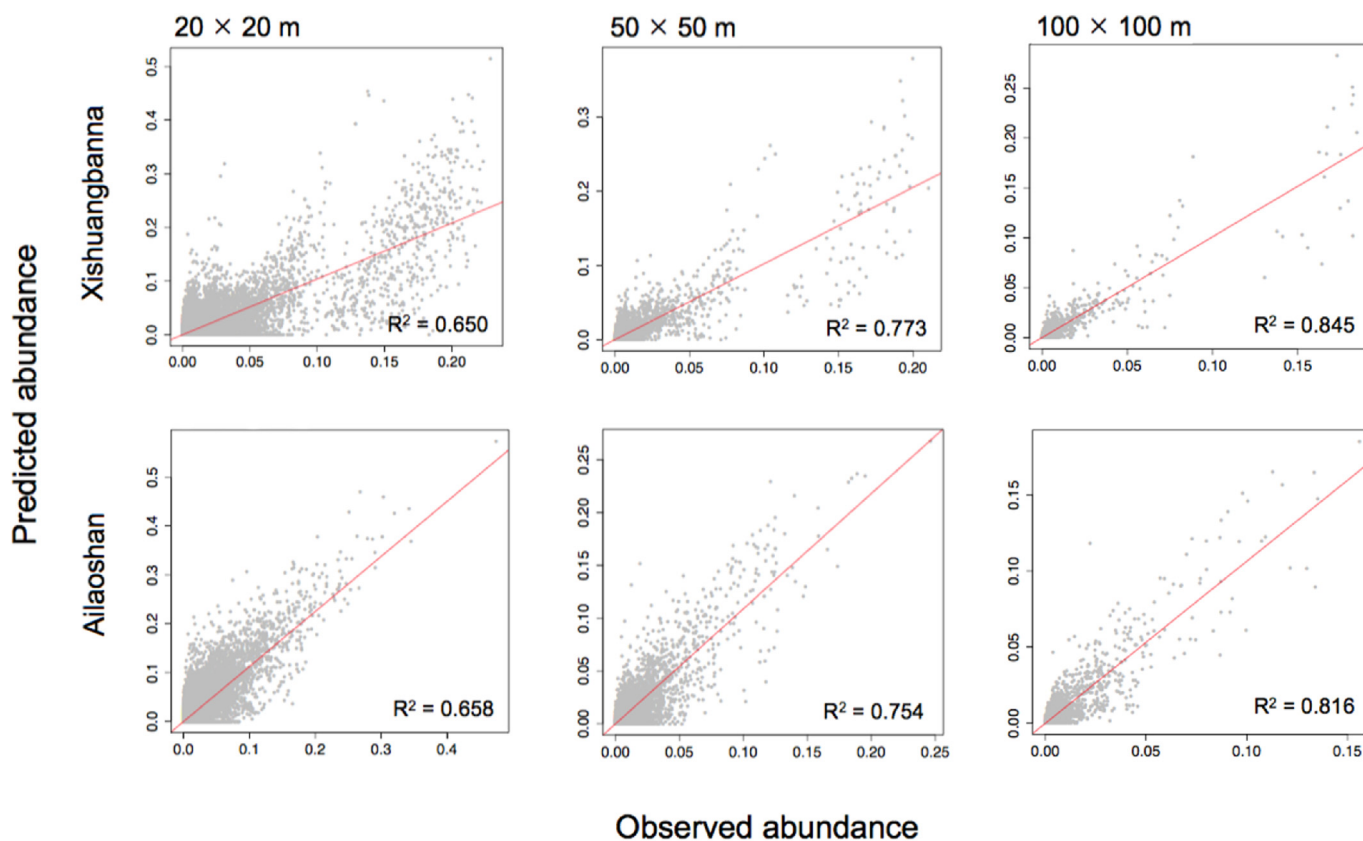 20 × 20 m
50 × 50 m
100 × 100 m
Predicted abundance
Xishuangbanna
0.5
0.4
0.3
0.2
0.1
0.0
R² = 0.650
0.00 0.05 0.10 0.15 0.20
0.3
0.2
0.1
0.0
R² = 0.773
0.00 0.05 0.10 0.15 0.20
0.25
0.20
0.15
0.10
0.05
0.00
R² = 0.845
0.00 0.05 0.10 0.15
Ailaoshan
0.5
0.4
0.3
0.2
0.1
0.0
R² = 0.658
0.0 0.1 0.2 0.3 0.4
0.25
0.20
0.15
0.10
0.05
0.00
R² = 0.754
0.00 0.05 0.10 0.15 0.20 0.25
0.15
0.10
0.05
0.00
R² = 0.816
0.00 0.05 0.10 0.15
Observed abundance